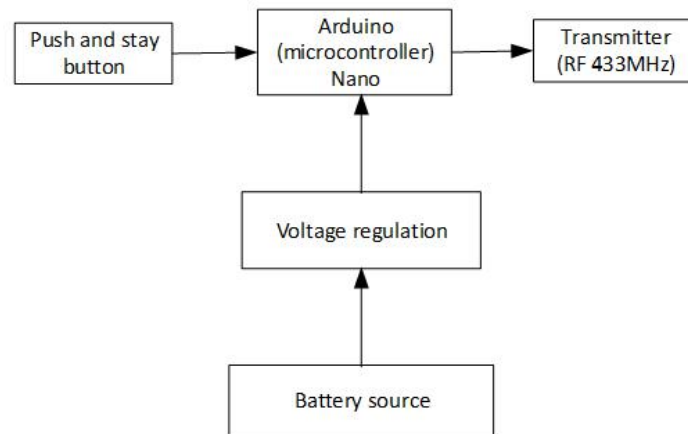 Push and stay
button
Arduino
(microcontroller)
Nano
Transmitter
(RF 433MHz)
Voltage regulation
Battery source